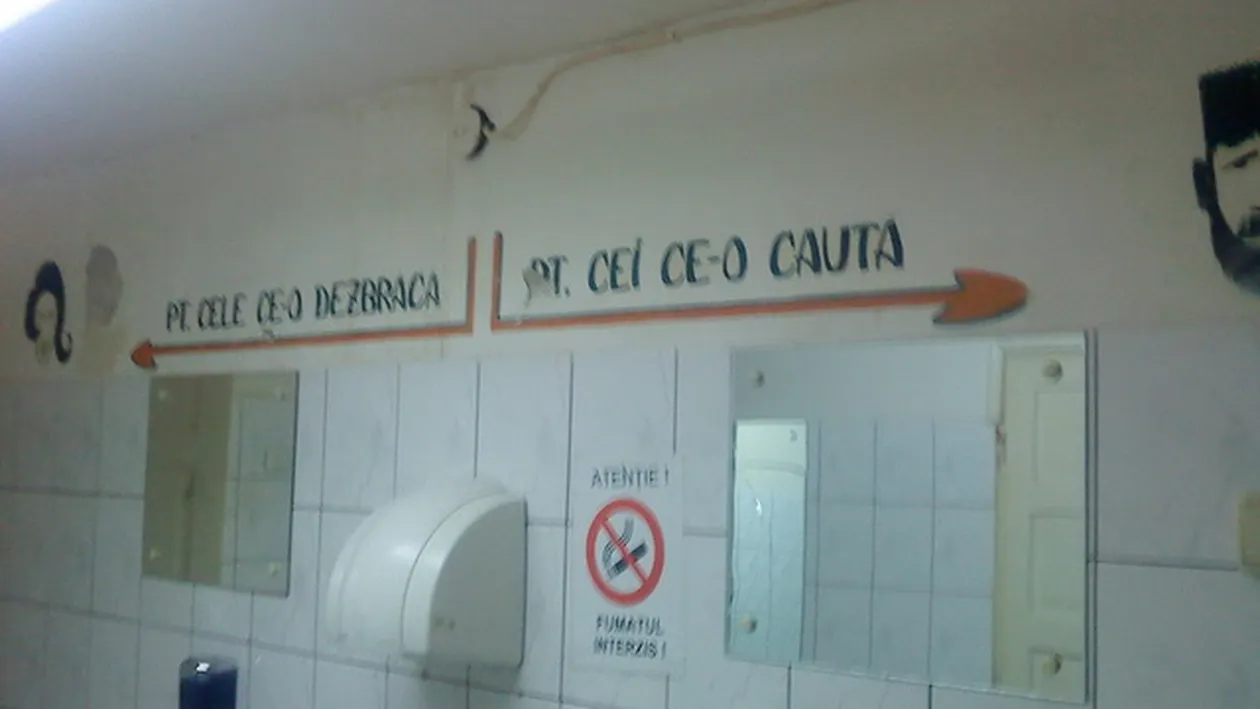 PT. CELE CE-O DEZBRACA
PT. CEI CE-O CAUTA
ATENTIE !
FUMATUL
INTERZIS !